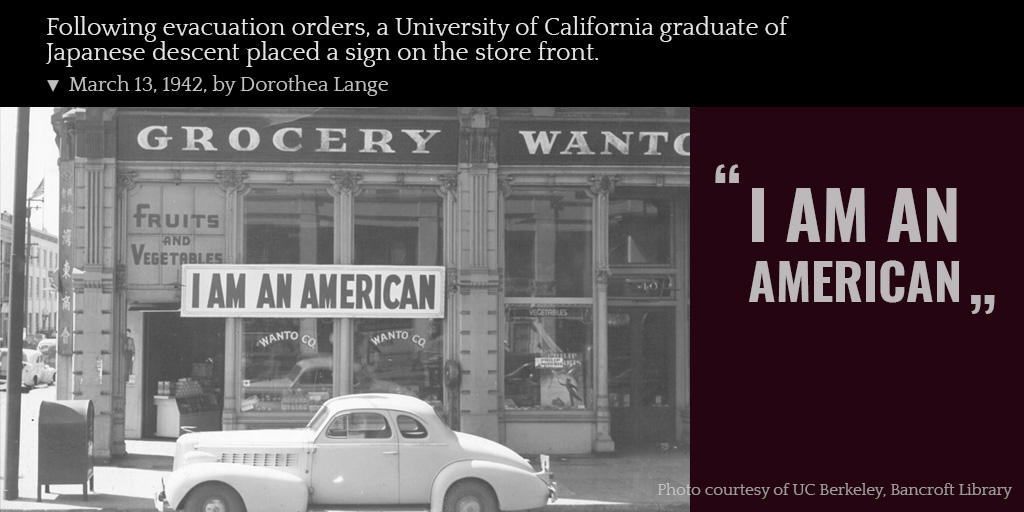 Following evacuation orders, a University of California graduate of
Japanese descent placed a sign on the store front.
▼ March 13, 1942, by Dorothea Lange
GROCERY WANTO
FRUITS
AND
VEGETABLES
I AM AN AMERICAN
WANTO CO. WANTO CO.
VEGETABLES
“ I AM AN
AMERICAN „
Photo courtesy of UC Berkeley, Bancroft Library